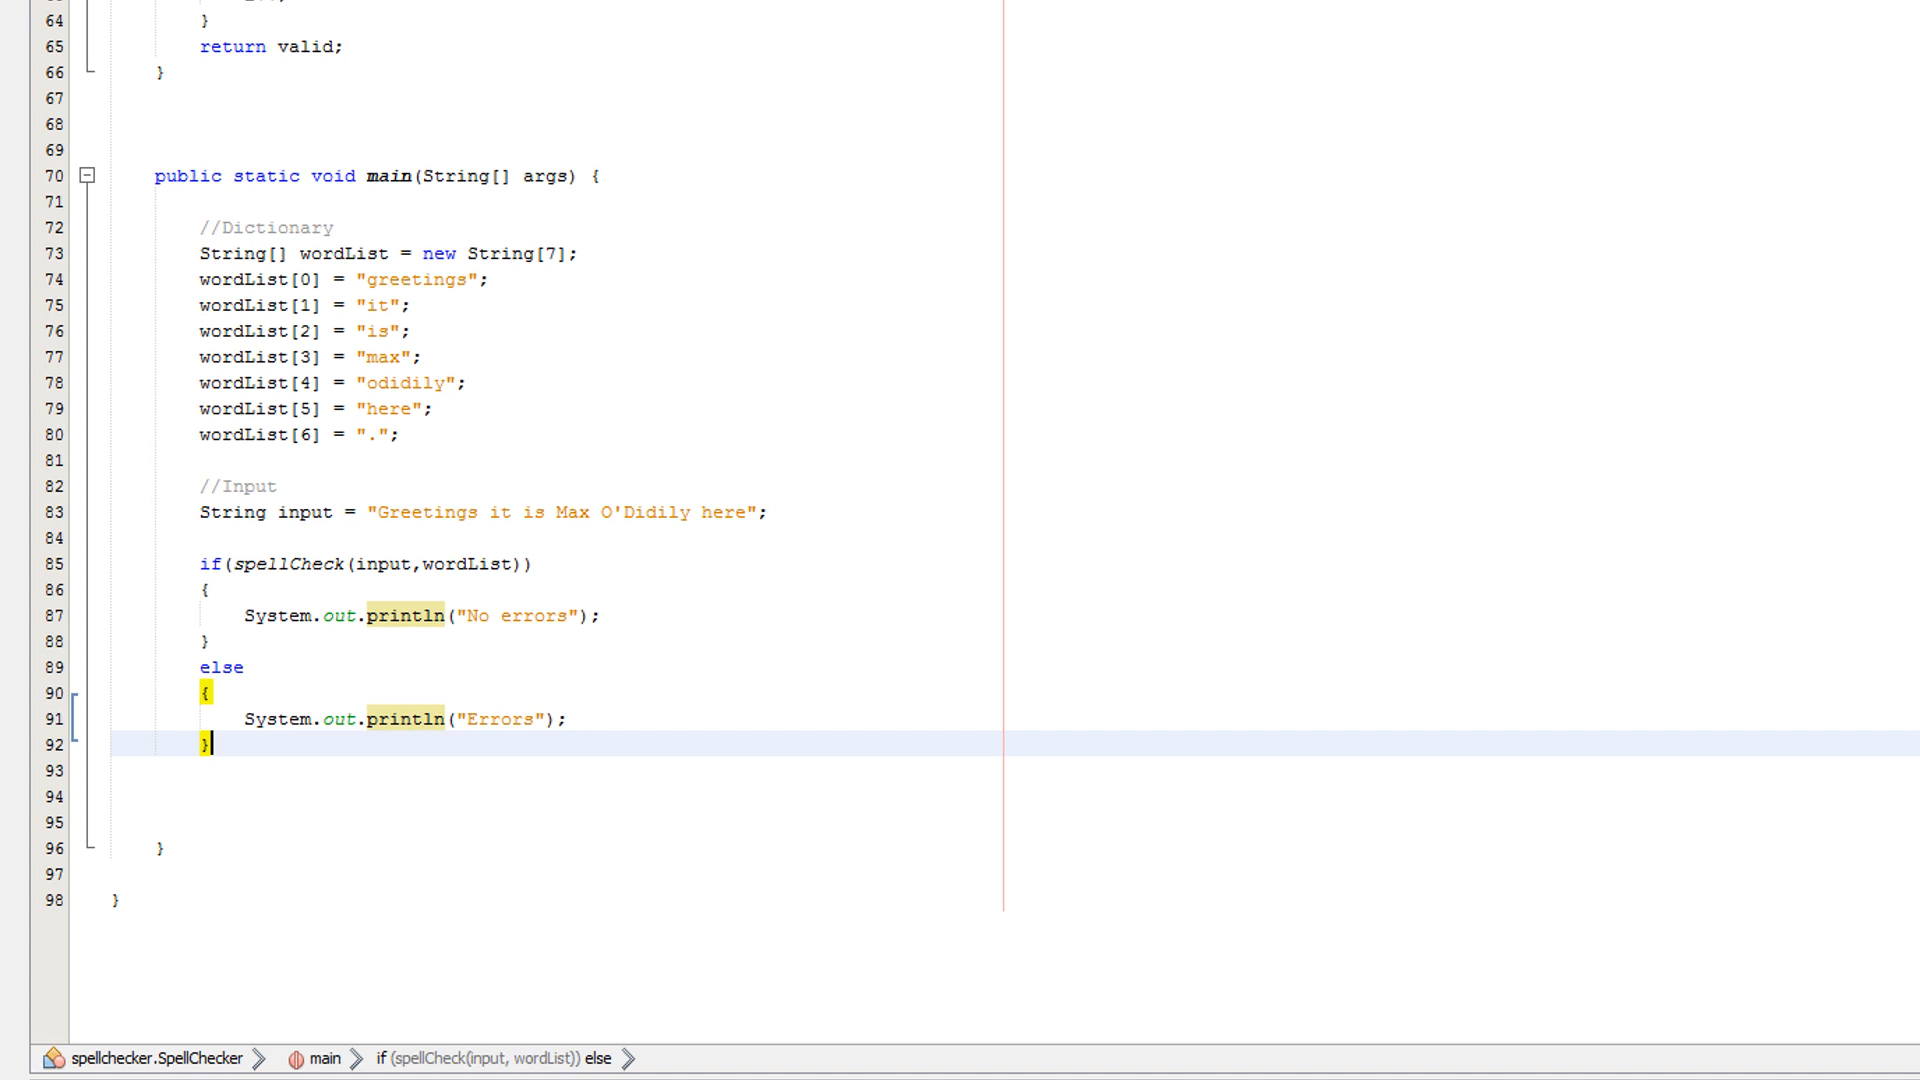 64 }
65 return valid;
66 }
67
68
69
70 public static void main(String[] args) {
71
72 //Dictionary
73 String[] wordList = new String[7];
74 wordList[0] = "greetings";
75 wordList[1] = "it";
76 wordList[2] = "is";
77 wordList[3] = "max";
78 wordList[4] = "odidily";
79 wordList[5] = "here";
80 wordList[6] = ".";
81
82 //Input
83 String input = "Greetings it is Max O'Didily here";
84
85 if(spellCheck(input,wordList))
86 {
87 System.out.println("No errors");
88 }
89 else
90 {
91 System.out.println("Errors");
92 }
93
94
95
96 }
97
98 }
spellchecker.SpellChecker main if (spellCheck(input, wordList)) else